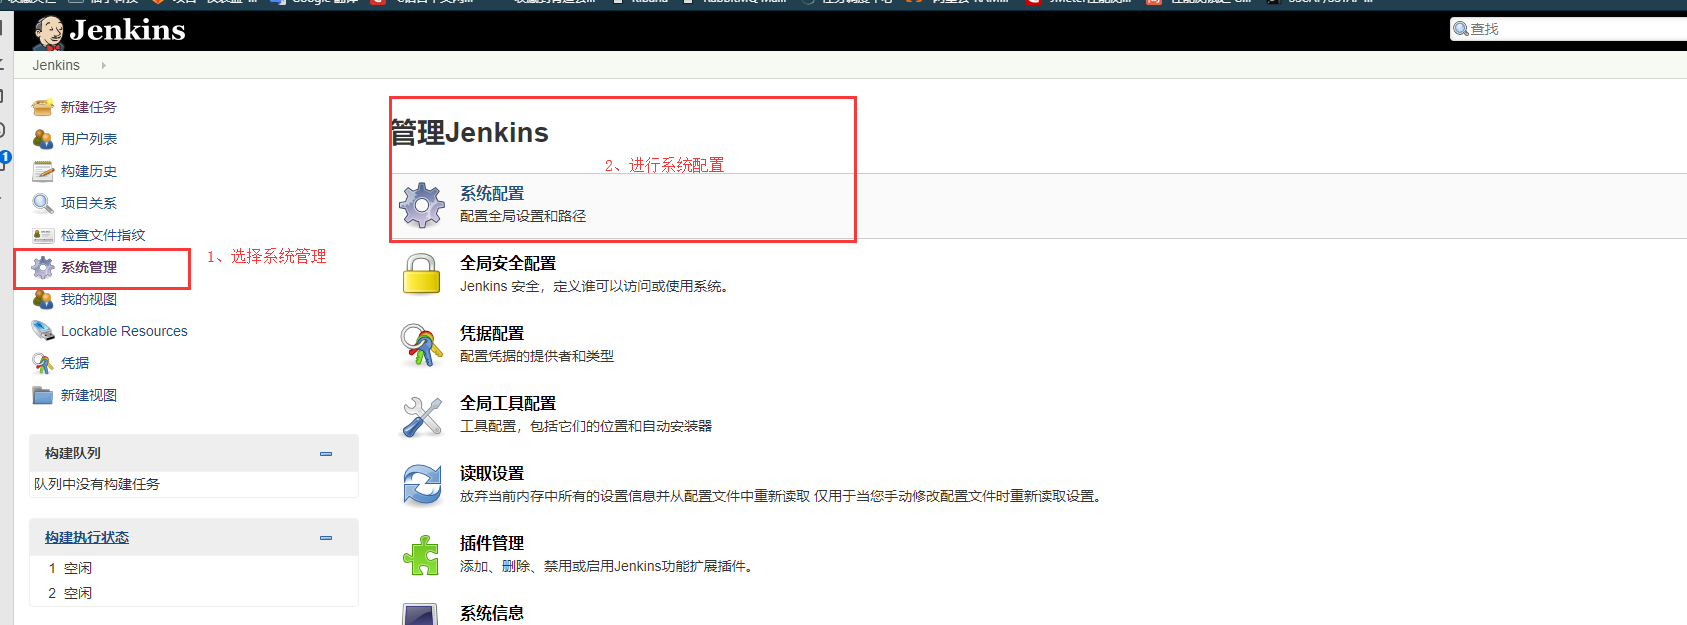 Jenkins
查找
Jenkins
新建任务
用户列表
构建历史
项目关系
检查文件指纹
系统管理
1、选择系统管理
我的视图
Lockable Resources
凭据
新建视图
构建队列
队列中没有构建任务
构建执行状态
1 空闲
2 空闲
管理Jenkins
2、进行系统配置
系统配置
配置全局设置和路径
全局安全配置
Jenkins 安全，定义谁可以访问或使用系统。
凭据配置
配置凭据的提供者和类型
全局工具配置
工具配置，包括它们的位置和自动安装器
读取设置
放弃当前内存中所有的设置信息并从配置文件中重新读取 仅用于当您手动修改配置文件时重新读取设置。
插件管理
添加、删除、禁用或启用Jenkins功能扩展插件。
系统信息